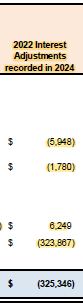 2022 Interest
Adjustments
recorded in 2024
$ (5,948)
$ (1,780)
) $ 6,249
$ (323,867)
$ (325,346)